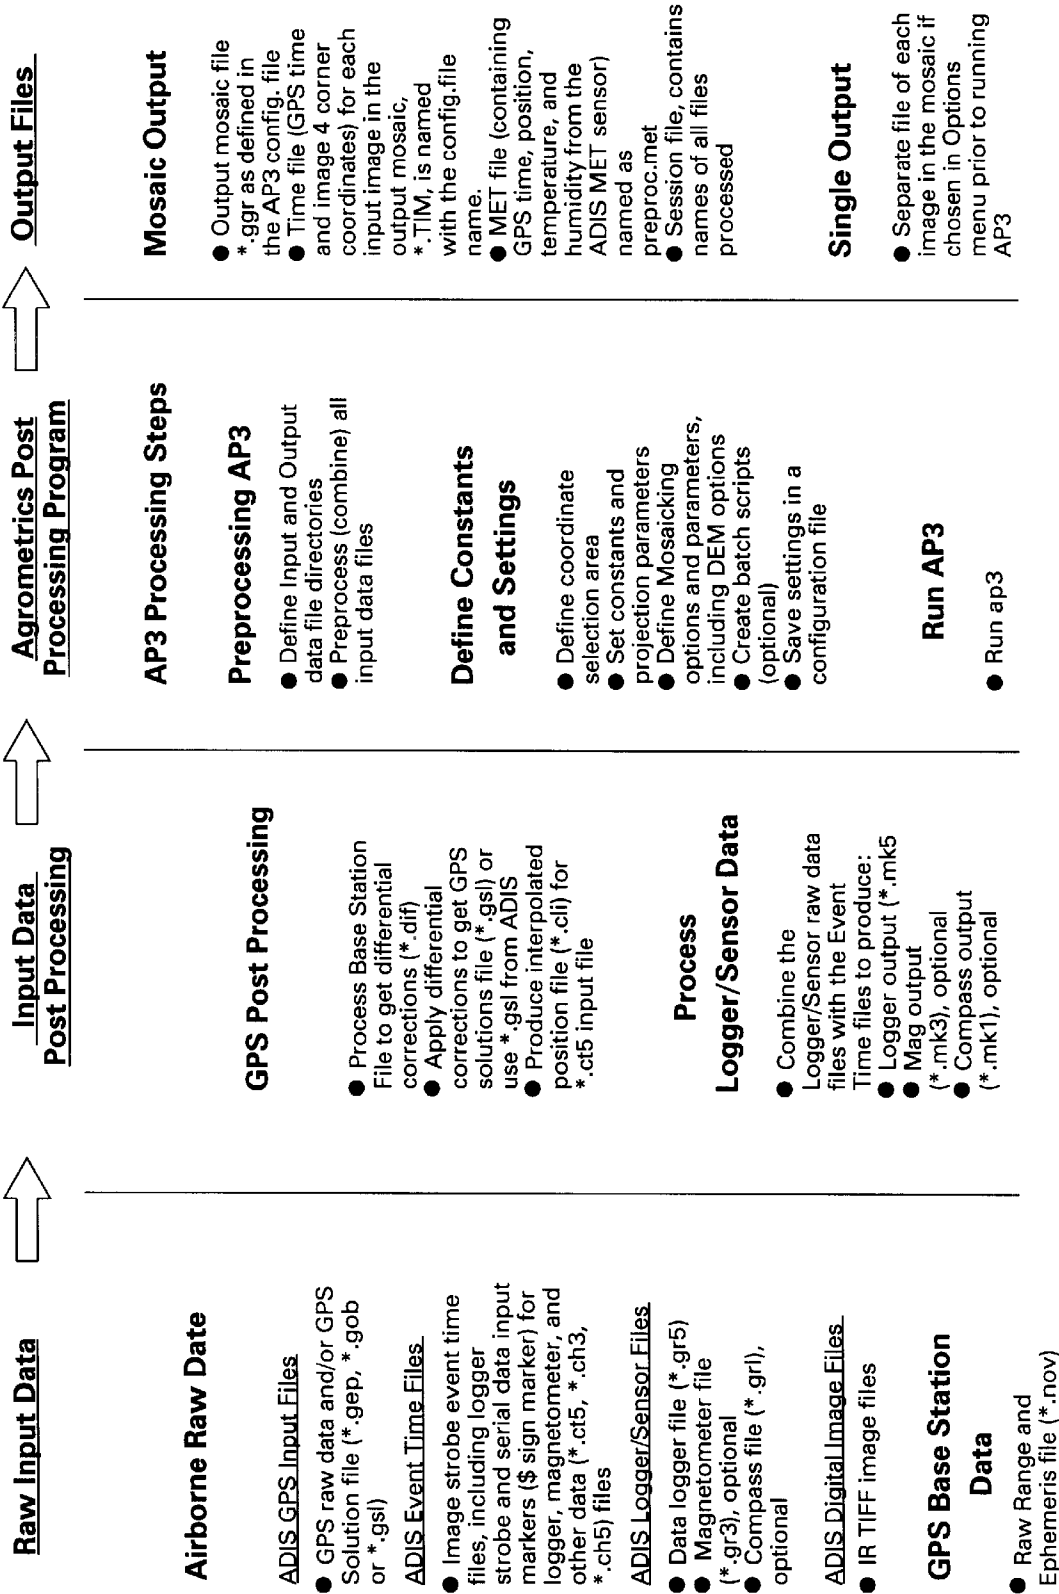 Raw Input Data
Airborne Raw Date
ADIS GPS Input Files
● GPS raw data and/or GPS
Solution file (*.gep, *.gob
or *.gsl)
ADIS Event Time Files
● Image strobe event time
files, including logger
strobe and serial data input
markers ($ sign marker) for
logger, magnetometer, and
other data (*.ct5, *.ch3,
*.ch5) files
ADIS Logger/Sensor Files
● Data logger file (*.gr5)
● Magnetometer file
(*.gr3), optional
● Compass file (*.grl),
optional
ADIS Digital Image Files
● IR TIFF image files
GPS Base Station
Data
● Raw Range and
Ephemeris file (*.nov)
Input Data
Post Processing
GPS Post Processing
● Process Base Station
File to get differential
corrections (*.dif)
● Apply differential
corrections to get GPS
solutions file (*.gsl) or
use *.gsl from ADIS
● Produce interpolated
position file (*.cli) for
*.ct5 input file
Process
Logger/Sensor Data
● Combine the
Logger/Sensor raw data
files with the Event
Time files to produce:
● Logger output (*.mk5
● Mag output
(*.mk3), optional
● Compass output
(*.mk1), optional
Agrometrics Post
Processing Program
AP3 Processing Steps
Preprocessing AP3
● Define Input and Output
data file directories
● Preprocess (combine) all
input data files
Define Constants
and Settings
● Define coordinate
selection area
● Set constants and
projection parameters
● Define Mosaicking
options and parameters,
including DEM options
● Create batch scripts
(optional)
● Save settings in a
configuration file
Run AP3
● Run ap3
Output Files
Mosaic Output
● Output mosaic file
*.ggr as defined in
the AP3 config. file
● Time file (GPS time
and image 4 corner
coordinates) for each
input image in the
output mosaic,
*.TIM, is named
with the config.file
name.
● MET file (containing
GPS time, position,
temperature, and
humidity from the
ADIS MET sensor)
named as
preproc.met
● Session file, contains
names of all files
processed
Single Output
● Separate file of each
image in the mosaic if
chosen in Options
menu prior to running
AP3